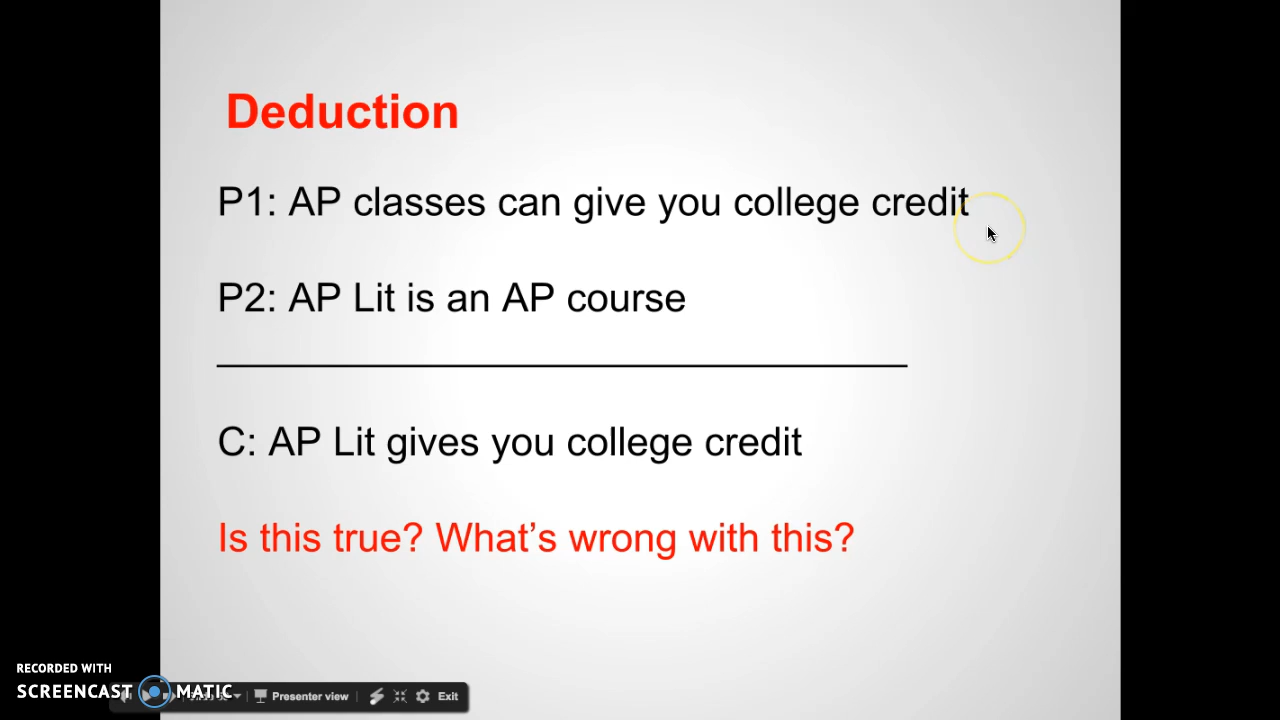 Deduction
P1: AP classes can give you college credit
P2: AP Lit is an AP course
C: AP Lit gives you college credit
Is this true? What's wrong with this?
RECORDED WITH
SCREENCAST MATIC
Presenter view
Exit